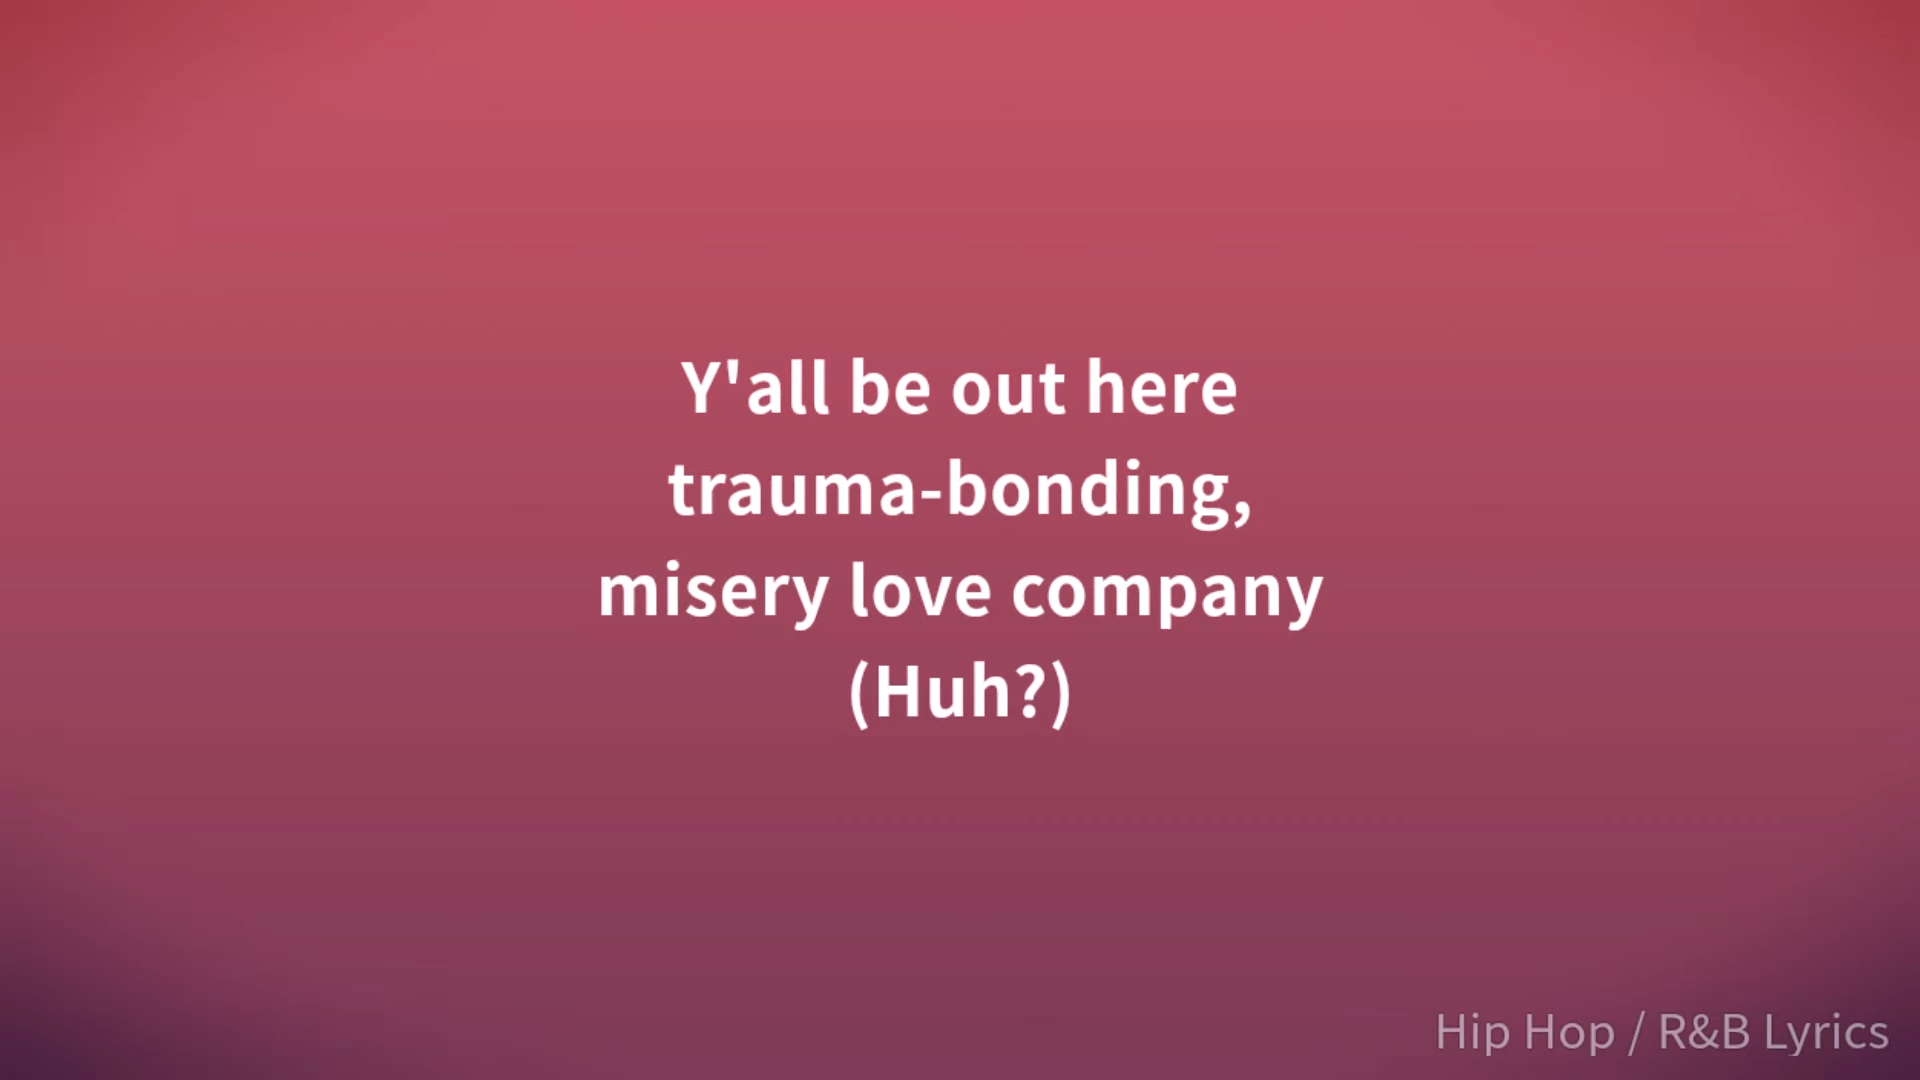 Y'all be out here
trauma-bonding,
misery love company
(Huh?)
Hip Hop / R&B Lyrics